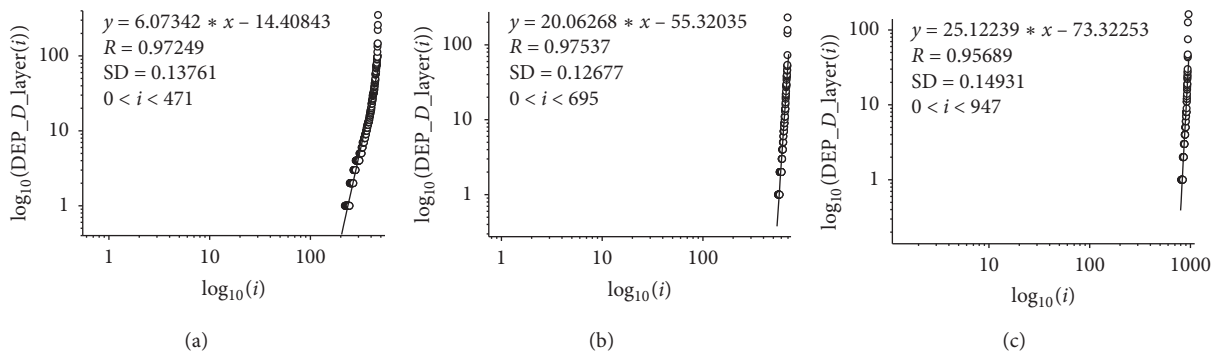 y = 6.07342 ∗ x – 14.40843
R = 0.97249
SD = 0.13761
0 < i < 471
100
10
1
log10(DEP_D_layer(i))
1
10
100
log10(i)
(a)
y = 20.06268 ∗ x – 55.32035
R = 0.97537
SD = 0.12677
0 < i < 695
100
10
1
log10(DEP_D_layer(i))
1
10
100
log10(i)
(b)
y = 25.12239 ∗ x – 73.32253
R = 0.95689
SD = 0.14931
0 < i < 947
100
10
1
log10(DEP_D_layer(i))
10
100
1000
log10(i)
(c)